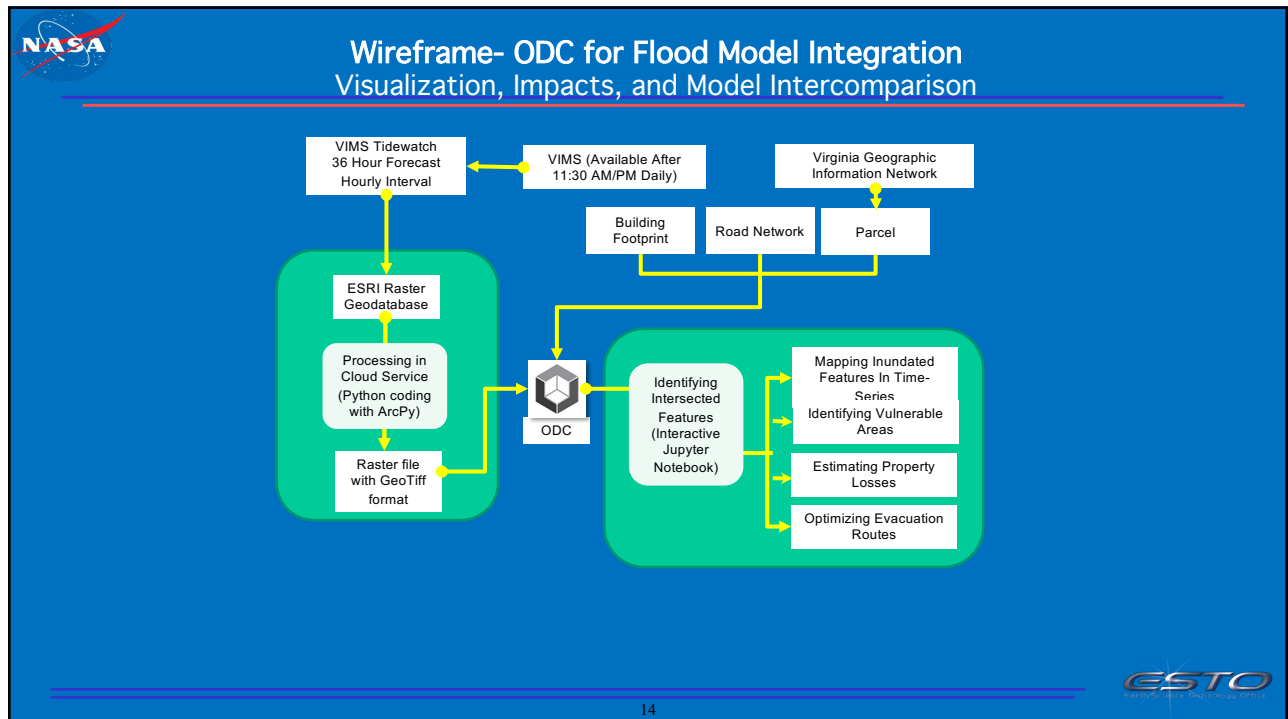 NASA
Wireframe- ODC for Flood Model Integration
Visualization, Impacts, and Model Intercomparison
VIMS Tidewatch
36 Hour Forecast
Hourly Interval
VIMS (Available After
11:30 AM/PM Daily)
Virginia Geographic
Information Network
Building
Footprint
Road Network
Parcel
ESRI Raster
Geodatabase
Processing in
Cloud Service
(Python coding
with ArcPy)
Raster file
with GeoTiff
format
ODC
Identifying
Intersected
Features
(Interactive
Jupyter
Notebook)
Mapping Inundated
Features In Time-
Series
Identifying Vulnerable
Areas
Estimating Property
Losses
Optimizing Evacuation
Routes
ESTO
Earth Science Technology Office
14